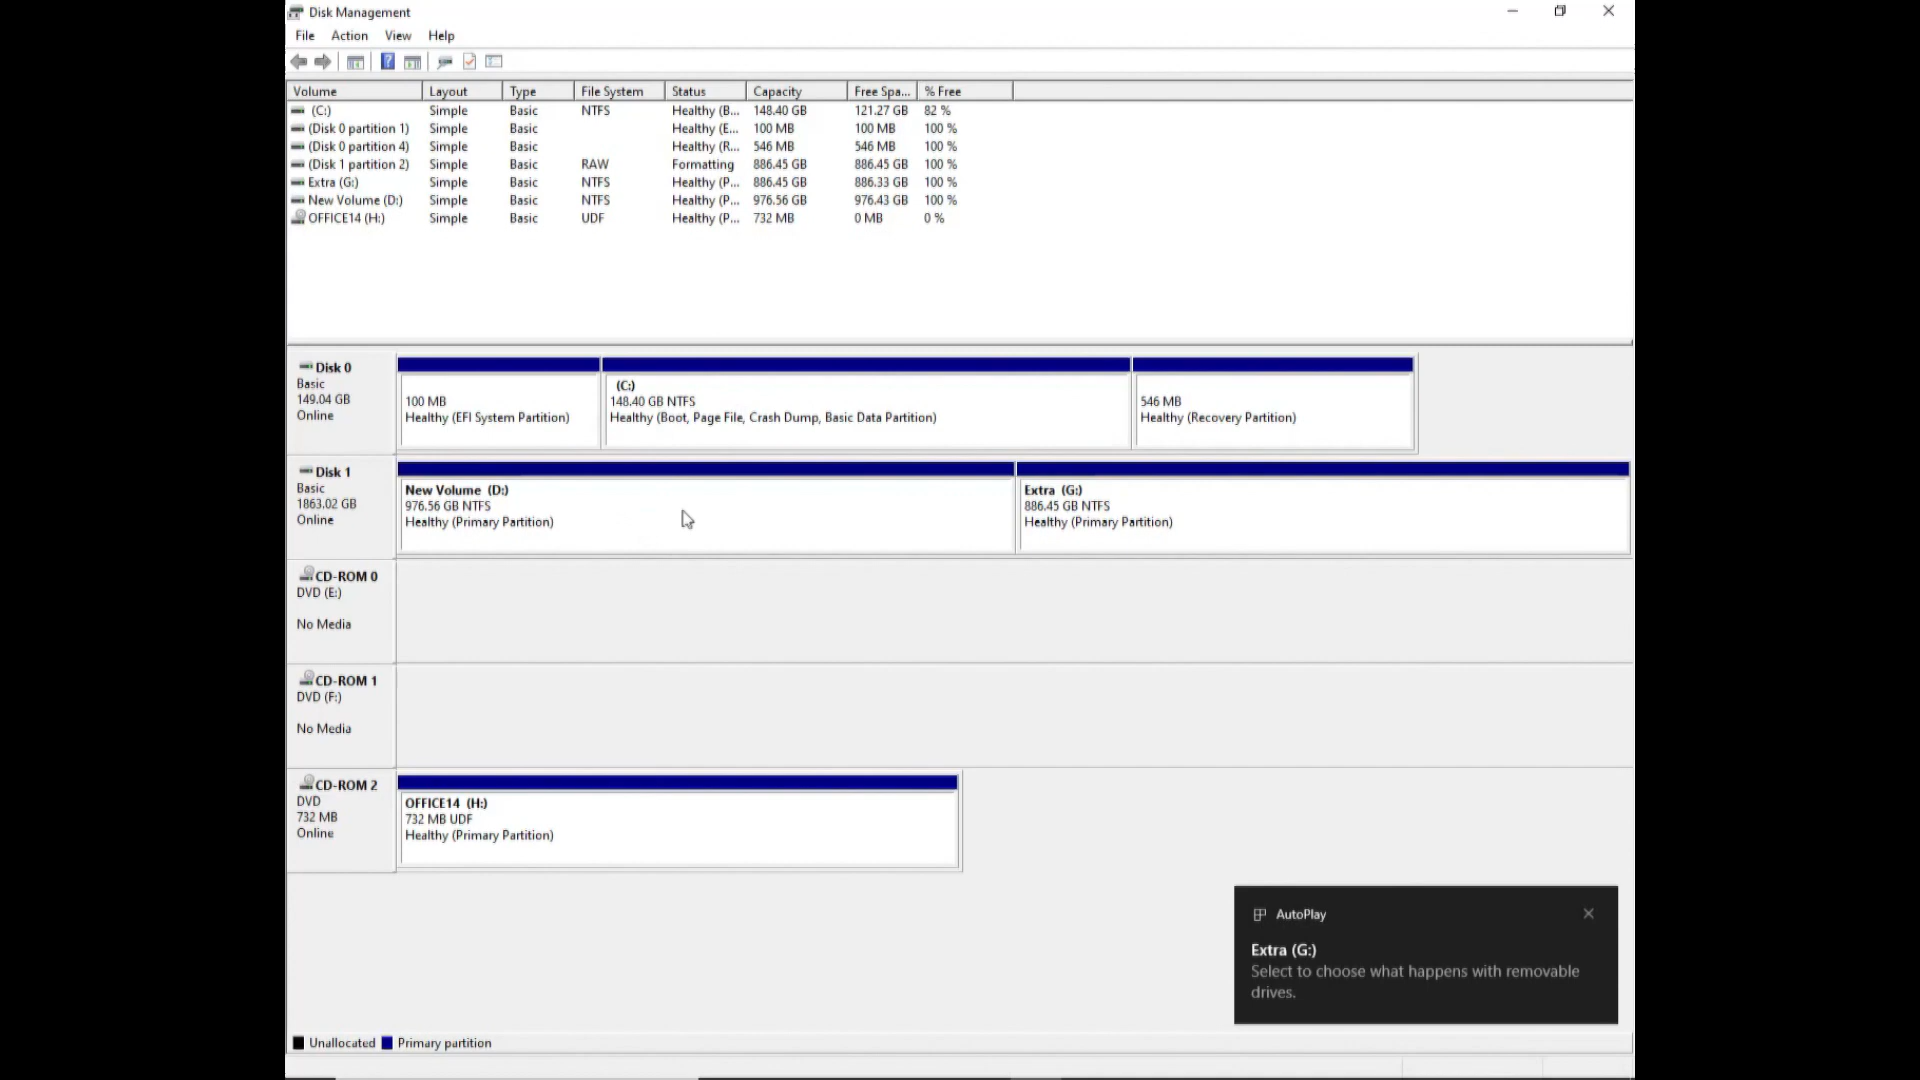 Disk Management
File Action View Help
Volume Layout Type File System Status Capacity Free Spa... % Free
(C:) Simple Basic NTFS Healthy (B... 148.40 GB 121.27 GB 82 %
(Disk 0 partition 1) Simple Basic Healthy (E... 100 MB 100 MB 100 %
(Disk 0 partition 4) Simple Basic Healthy (R... 546 MB 546 MB 100 %
(Disk 1 partition 2) Simple Basic RAW Formatting 886.45 GB 886.45 GB 100 %
Extra (G:) Simple Basic NTFS Healthy (P... 886.45 GB 886.33 GB 100 %
New Volume (D:) Simple Basic NTFS Healthy (P... 976.56 GB 976.43 GB 100 %
OFFICE14 (H:) Simple Basic UDF Healthy (P... 732 MB 0 MB 0 %
Disk 0
Basic
149.04 GB
Online
100 MB
Healthy (EFI System Partition)
(C:)
148.40 GB NTFS
Healthy (Boot, Page File, Crash Dump, Basic Data Partition)
546 MB
Healthy (Recovery Partition)
Disk 1
Basic
1863.02 GB
Online
New Volume (D:)
976.56 GB NTFS
Healthy (Primary Partition)
Extra (G:)
886.45 GB NTFS
Healthy (Primary Partition)
CD-ROM 0
DVD (E:)
No Media
CD-ROM 1
DVD (F:)
No Media
CD-ROM 2
DVD
732 MB
Online
OFFICE14 (H:)
732 MB UDF
Healthy (Primary Partition)
AutoPlay
Extra (G:)
Select to choose what happens with removable
drives.
Unallocated Primary partition